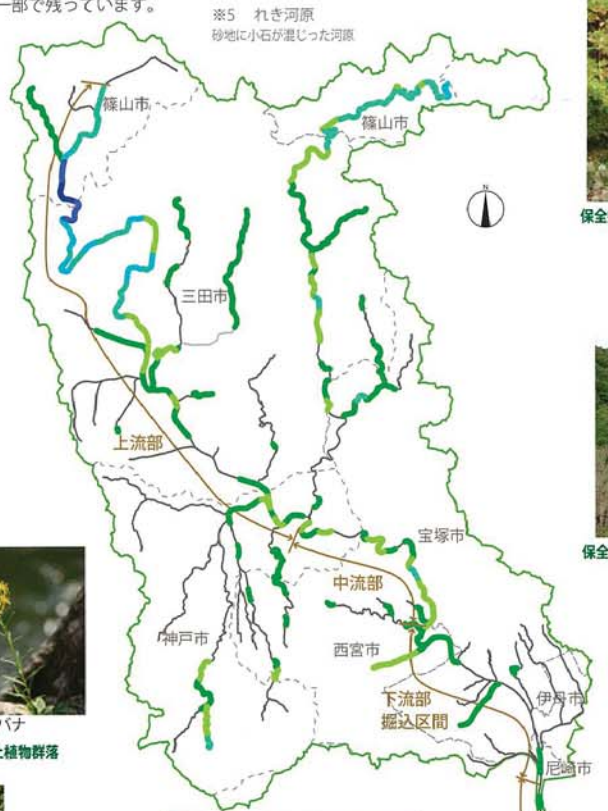 一部で残っています。
※5 れき河原
砂地に小石が混じった河原
篠山市
篠山市
N
保全
三田市
上流部
宝塚市
保全
中流部
神戸市
西宮市
バナ
下流部
掘込区間
伊丹市
植物群落
尼崎市